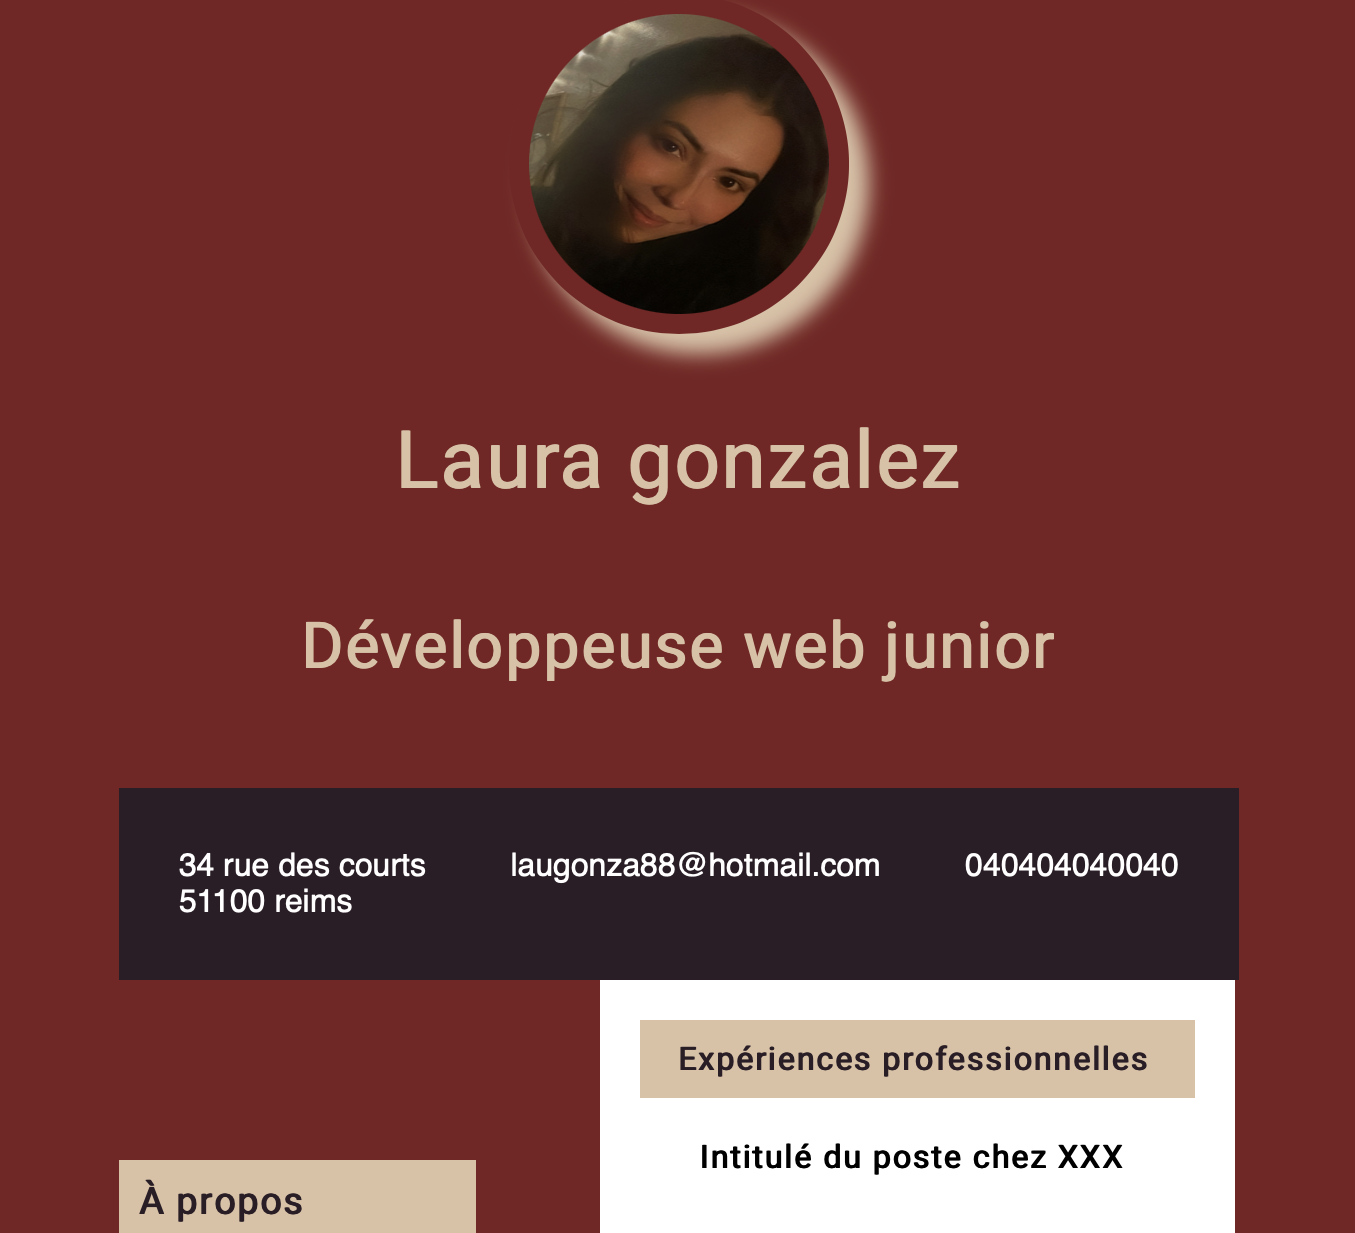 Laura gonzalez
Développeuse web junior
34 rue des courts
51100 reims
laugonza88@hotmail.com
040404040040
Expériences professionnelles
Intitulé du poste chez XXX
À propos